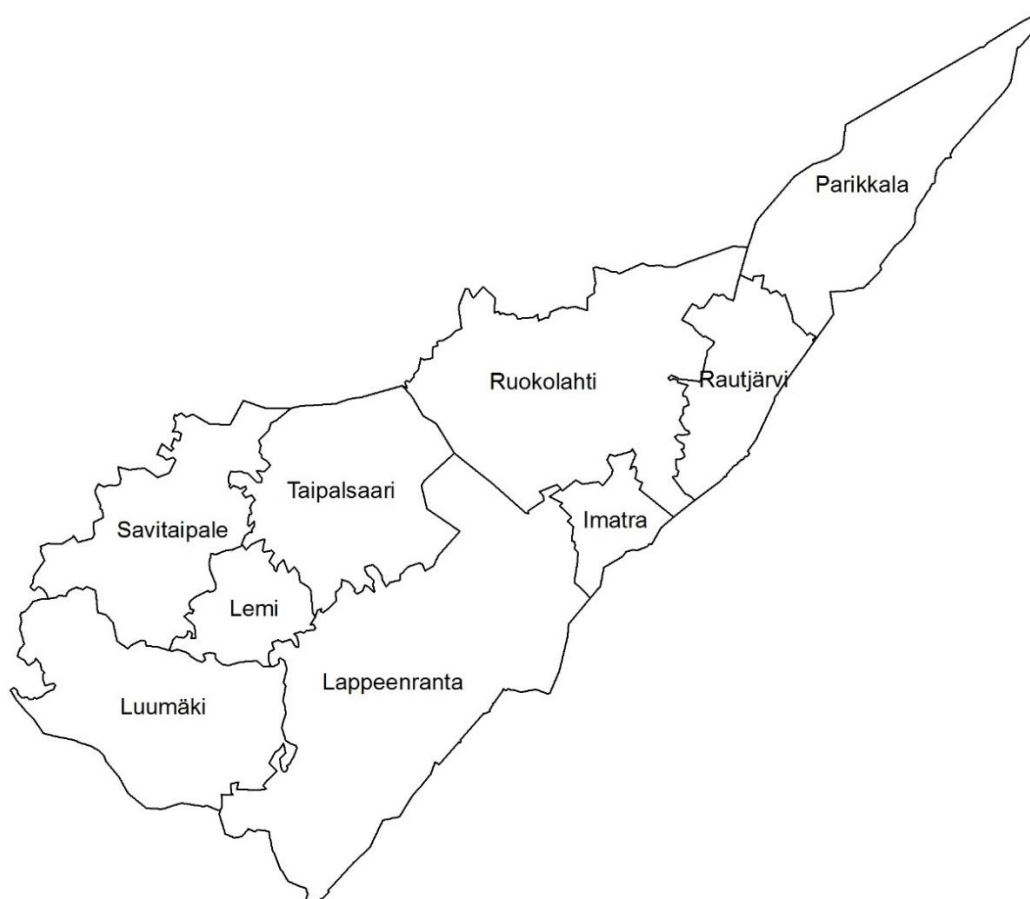 Parikkala
Ruokolahti
Rautjärvi
Taipalsaari
Imatra
Savitaipale
Lemi
Lappeenranta
Luumäki